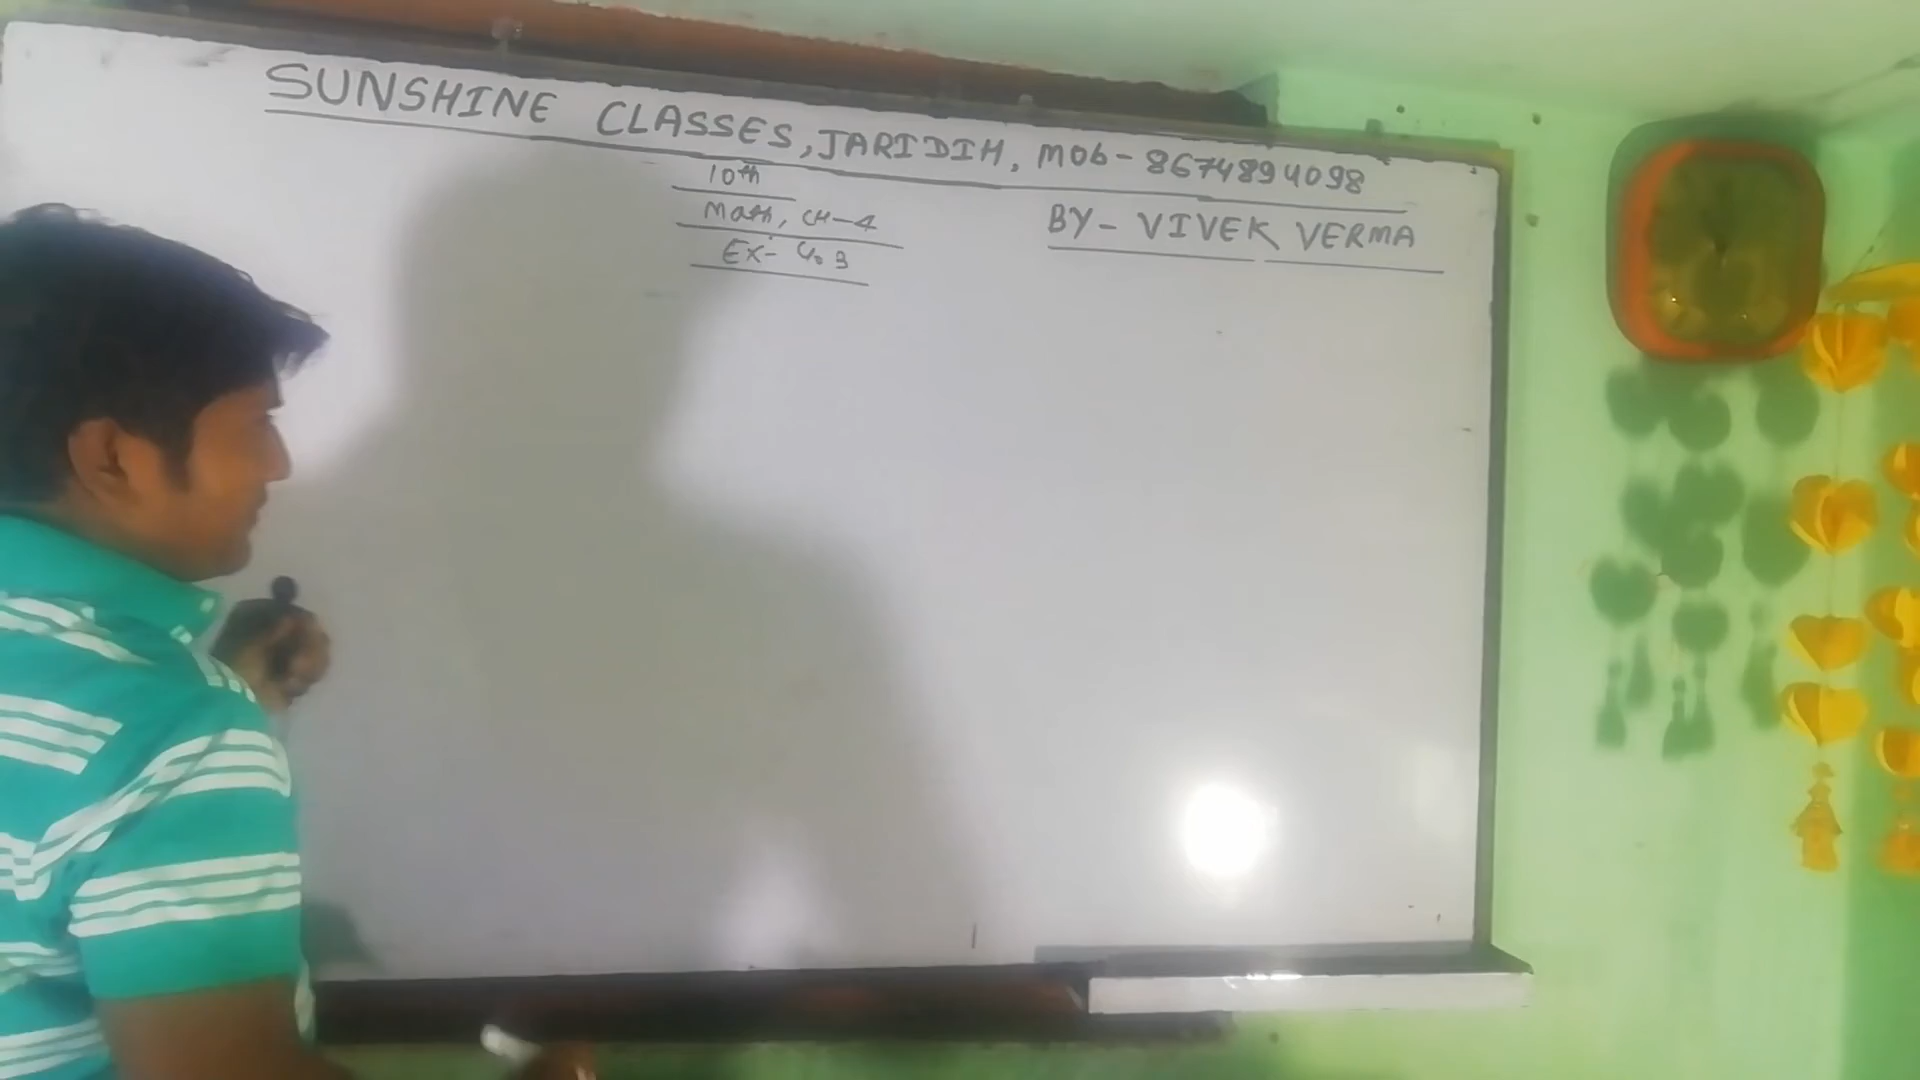 SUNSHINE CLASSES, JARIDIH, MOb- 8674894098
10th
Math, CH-4
BY- VIVEK VERMA
Ex:- 4.3